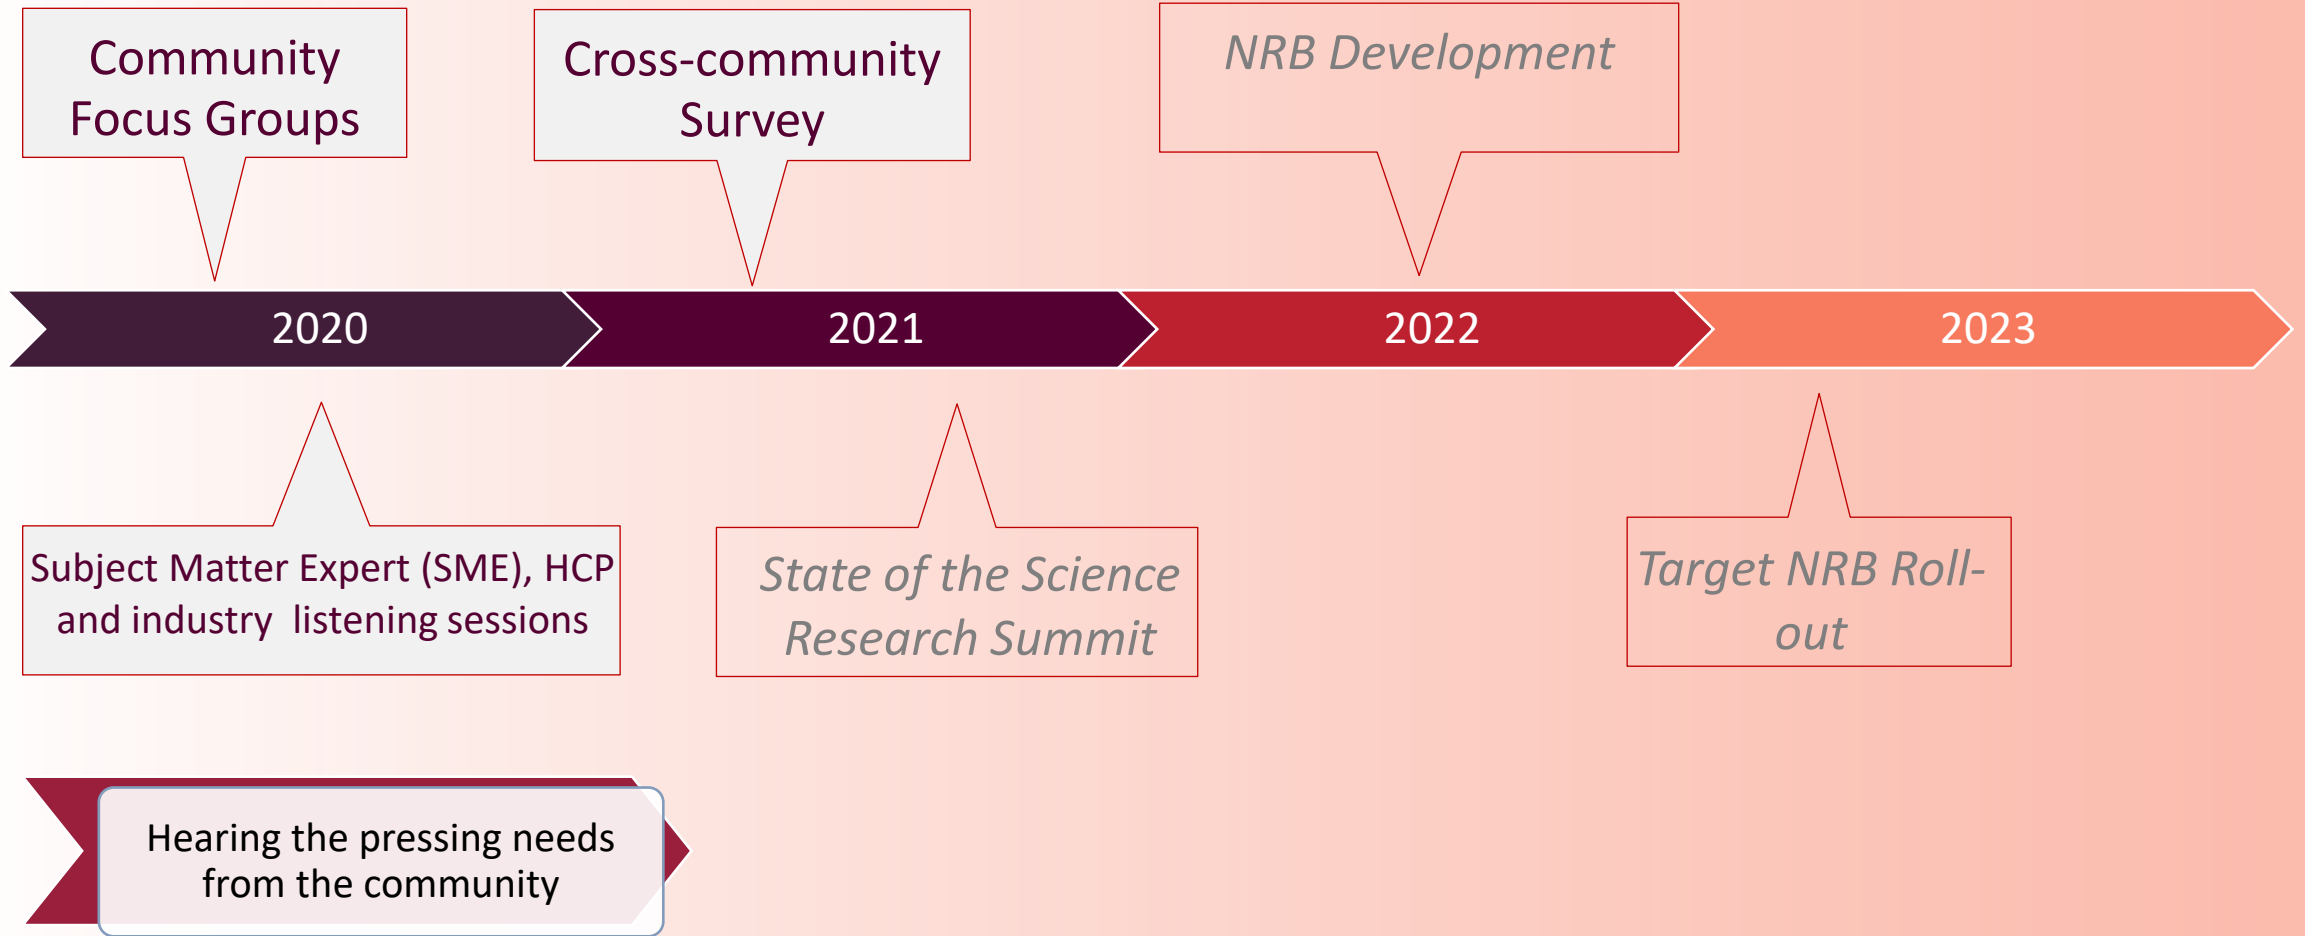 Community
Focus Groups
Cross-community
Survey
NRB Development
2020
2021
2022
2023
Subject Matter Expert (SME), HCP
and industry  listening sessions
State of the Science
Research Summit
Target NRB Roll-
out
Hearing the pressing needs
from the community